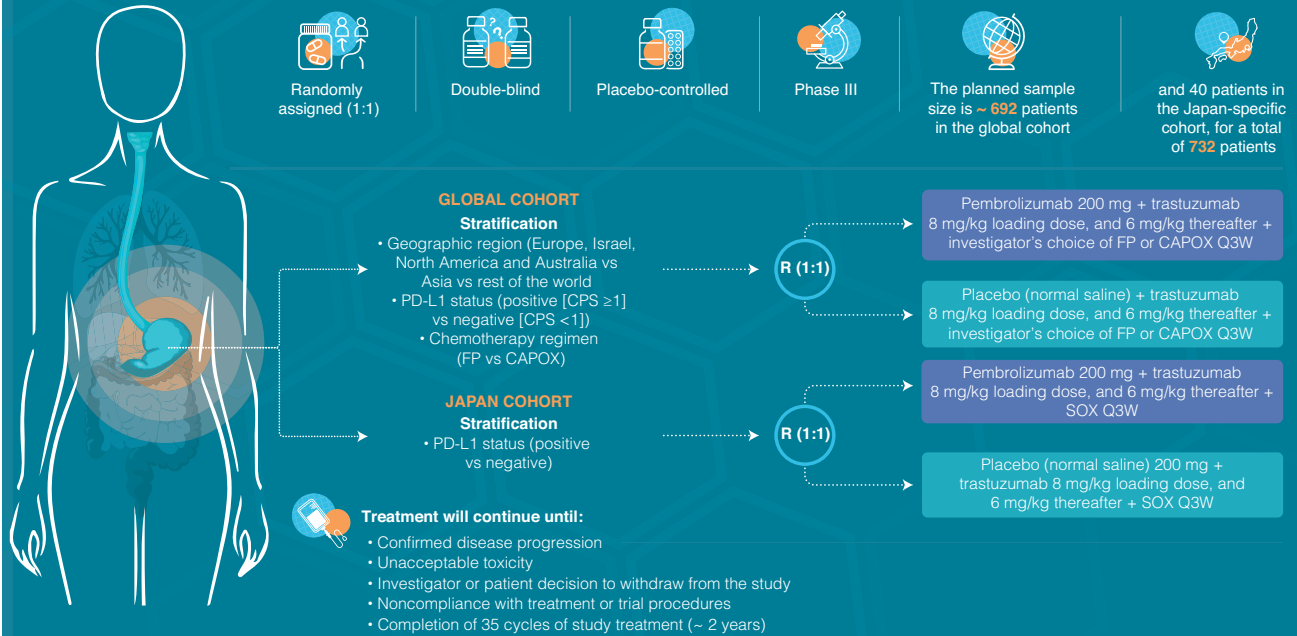 Randomly
assigned (1:1)
Double-blind
Placebo-controlled
Phase III
The planned sample
size is ~ 692 patients
in the global cohort
and 40 patients in
the Japan-specific
cohort, for a total
of 732 patients
GLOBAL COHORT
Stratification
• Geographic region (Europe, Israel,
North America and Australia vs
Asia vs rest of the world
• PD-L1 status (positive [CPS ≥1]
vs negative [CPS <1])
• Chemotherapy regimen
(FP vs CAPOX)
R (1:1)
Pembrolizumab 200 mg + trastuzumab
8 mg/kg loading dose, and 6 mg/kg thereafter +
investigator's choice of FP or CAPOX Q3W
Placebo (normal saline) + trastuzumab
8 mg/kg loading dose, and 6 mg/kg thereafter +
investigator's choice of FP or CAPOX Q3W
JAPAN COHORT
Stratification
• PD-L1 status (positive
vs negative)
R (1:1)
Pembrolizumab 200 mg + trastuzumab
8 mg/kg loading dose, and 6 mg/kg thereafter +
SOX Q3W
Placebo (normal saline) 200 mg +
trastuzumab 8 mg/kg loading dose, and
6 mg/kg thereafter + SOX Q3W
Treatment will continue until:
• Confirmed disease progression
• Unacceptable toxicity
• Investigator or patient decision to withdraw from the study
• Noncompliance with treatment or trial procedures
• Completion of 35 cycles of study treatment (~ 2 years)